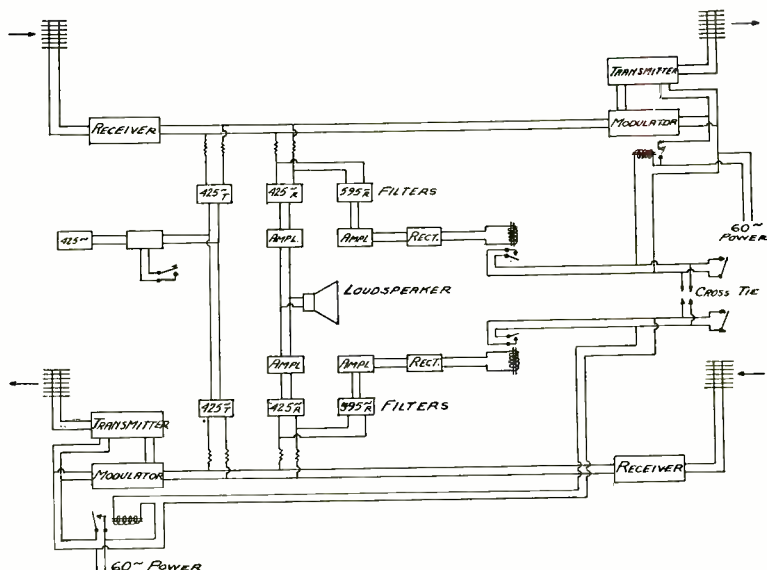 TRANSMITTER
RECEIVER
MODULATOR
425~
T
425~
R
595~
R
FILTERS
60~
POWER
425~
AMPL.
AMPL
RECT.
LOUDSPEAKER
CROSS TIE
AMPL
AMPL
RECT.
425~
T
425~
R
595~
R
FILTERS
TRANSMITTER
MODULATOR
RECEIVER
60~ POWER